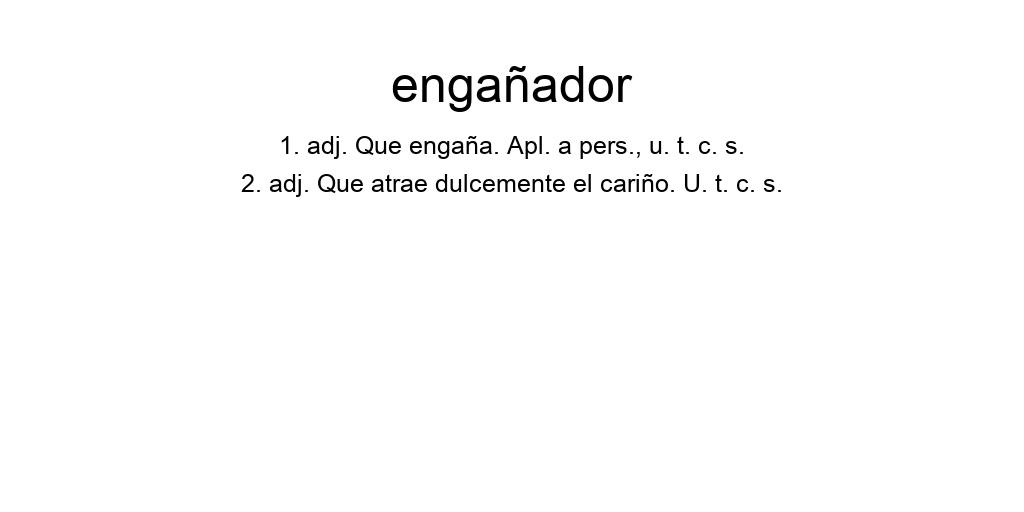 engañador
1. adj. Que engaña. Apl. a pers., u. t. c. s.
2. adj. Que atrae dulcemente el cariño. U. t. c. s.